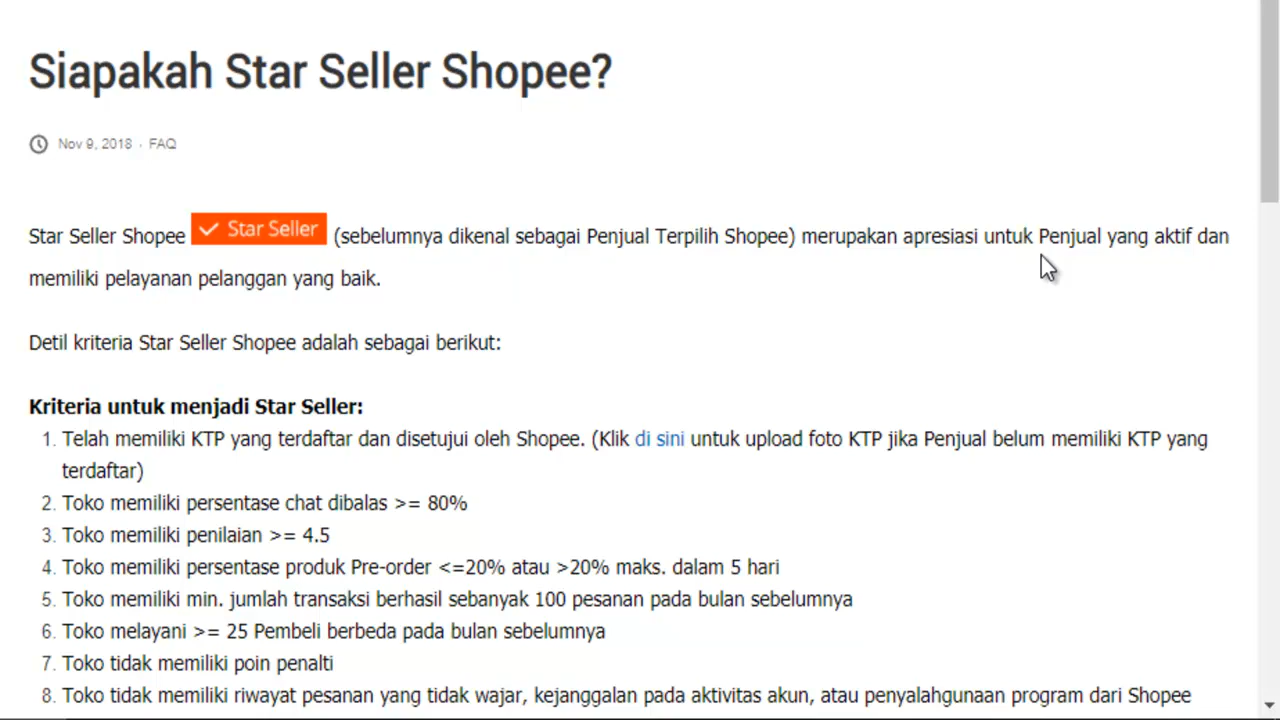 Siapakah Star Seller Shopee?
Nov 9, 2018 · FAQ
Star Seller Shopee ✓ Star Seller (sebelumnya dikenal sebagai Penjual Terpilih Shopee) merupakan apresiasi untuk Penjual yang aktif dan
memiliki pelayanan pelanggan yang baik.
Detil kriteria Star Seller Shopee adalah sebagai berikut:
Kriteria untuk menjadi Star Seller:
1. Telah memiliki KTP yang terdaftar dan disetujui oleh Shopee. (Klik di sini untuk upload foto KTP jika Penjual belum memiliki KTP yang
terdaftar)
2. Toko memiliki persentase chat dibalas >= 80%
3. Toko memiliki penilaian >= 4.5
4. Toko memiliki persentase produk Pre-order <=20% atau >20% maks. dalam 5 hari
5. Toko memiliki min. jumlah transaksi berhasil sebanyak 100 pesanan pada bulan sebelumnya
6. Toko melayani >= 25 Pembeli berbeda pada bulan sebelumnya
7. Toko tidak memiliki poin penalti
8. Toko tidak memiliki riwayat pesanan yang tidak wajar, kejanggalan pada aktivitas akun, atau penyalahgunaan program dari Shopee